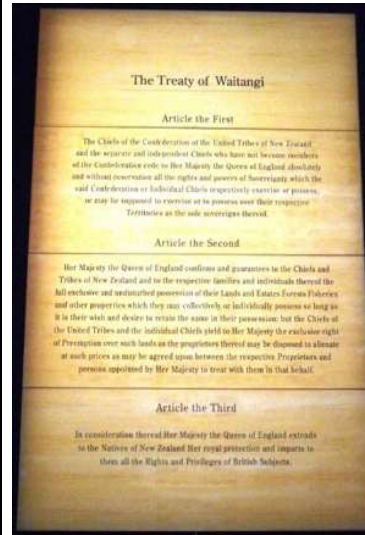 The Treaty of Waitangi
Article the First
The Chiefs of the Confederation of the United Tribes of New Zealand
and the separate and independent Chiefs who have not become members
of the Confederation cede to Her Majesty the Queen of England absolutely
and without reservation all the rights and powers of Sovereignty which the
said Confederation or Individual Chiefs respectively exercise or possess,
or may be supposed to exercise or to possess over their respective
Territories as the sole sovereigns thereof.
Article the Second
Her Majesty the Queen of England confirms and guarantees to the Chiefs and
Tribes of New Zealand and to the respective families and individuals thereof the
full exclusive and undisturbed possession of their Lands and Estates Forests Fisheries
and other properties which they may collectively or individually possess so long as
it is their wish and desire to retain the same in their possession; but the Chiefs of
the United Tribes and the individual Chiefs yield to Her Majesty the exclusive right
of Preemption over such lands as the proprietors thereof may be disposed to alienate
at such prices as may be agreed upon between the respective Proprietors and
persons appointed by Her Majesty to treat with them in that behalf.
Article the Third
In consideration thereof Her Majesty the Queen of England extends
to the Natives of New Zealand Her royal protection and imparts to
them all the Rights and Privileges of British Subjects.